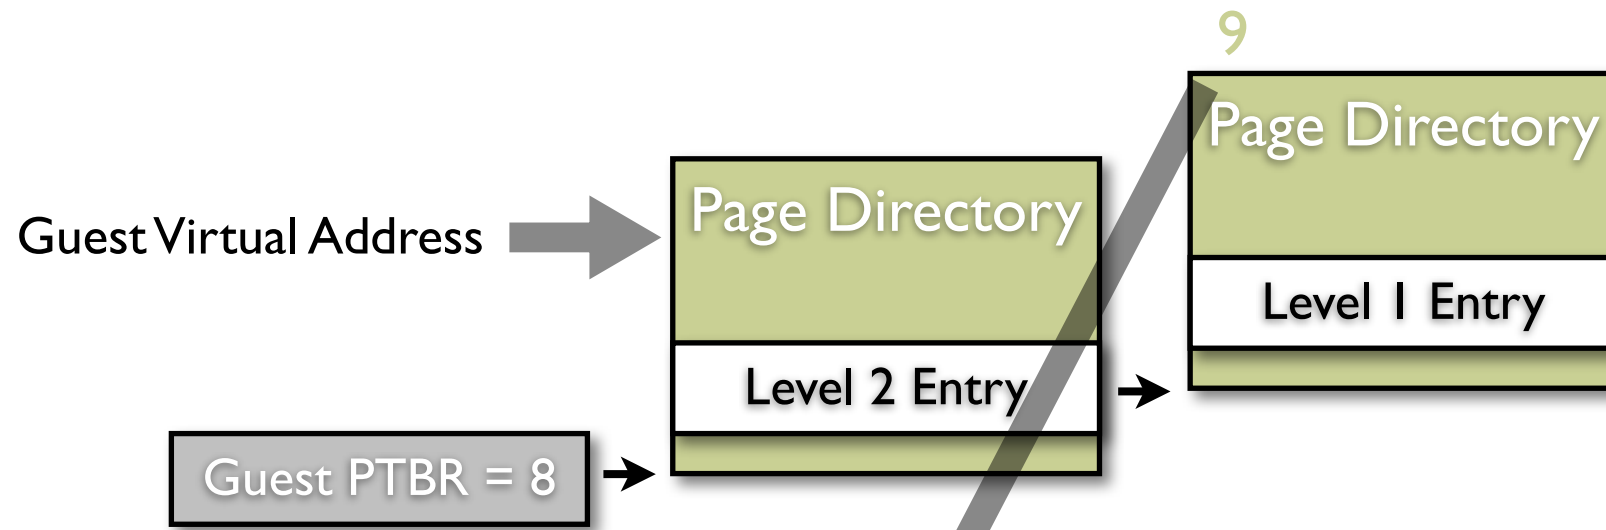 9
Page Directory
Page Directory
Guest Virtual Address
Level 1 Entry
Level 2 Entry
Guest PTBR = 8